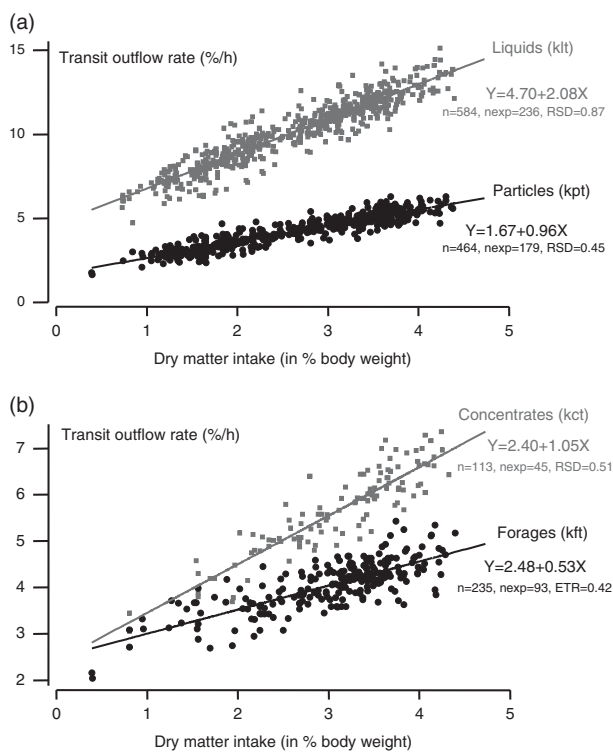 (a)
Transit outflow rate (%/h)
Liquids (klt)
Y=4.70+2.08X
n=584, nexp=236, RSD=0.87
Particles (kpt)
Y=1.67+0.96X
n=464, nexp=179, RSD=0.45
15
10
5
0
0 1 2 3 4 5
Dry matter intake (in % body weight)
(b)
Transit outflow rate (%/h)
Concentrates (kct)
Y=2.40+1.05X
n=113, nexp=45, RSD=0.51
Forages (kft)
Y=2.48+0.53X
n=235, nexp=93, ETR=0.42
7
6
5
4
3
2
0 1 2 3 4 5
Dry matter intake (in % body weight)